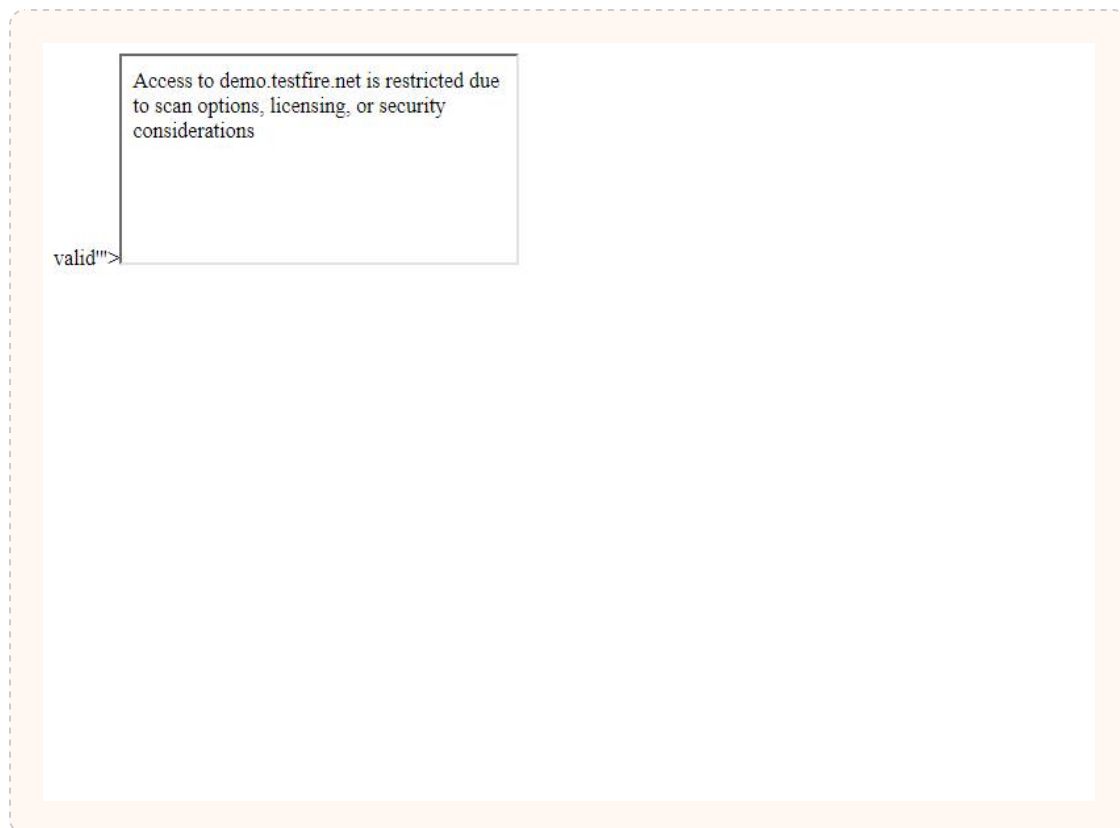 Access to demo.testfire.net is restricted due
to scan options, licensing, or security
considerations
valid'">